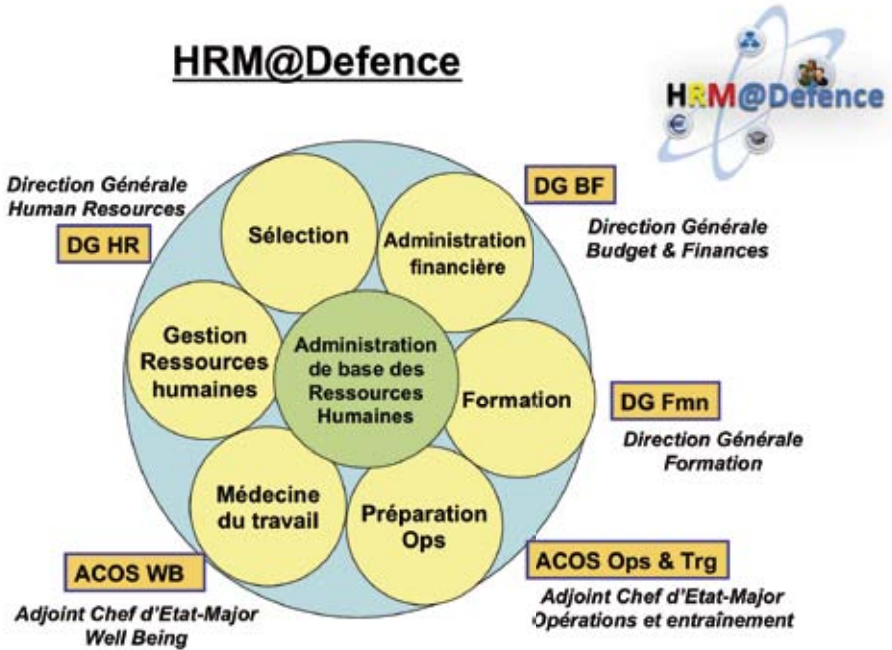 HRM@Defence
HRM@Defence
Direction Générale
Human Resources
DG HR
DG BF
Direction Générale
Budget & Finances
Sélection
Administration
financière
Gestion
Ressources
humaines
Administration
de base des
Ressources
Humaines
Formation
DG Fmn
Direction Générale
Formation
Médecine
du travail
Préparation
Ops
ACOS WB
Adjoint Chef d'Etat-Major
Well Being
ACOS Ops & Trg
Adjoint Chef d'Etat-Major
Opérations et entraînement